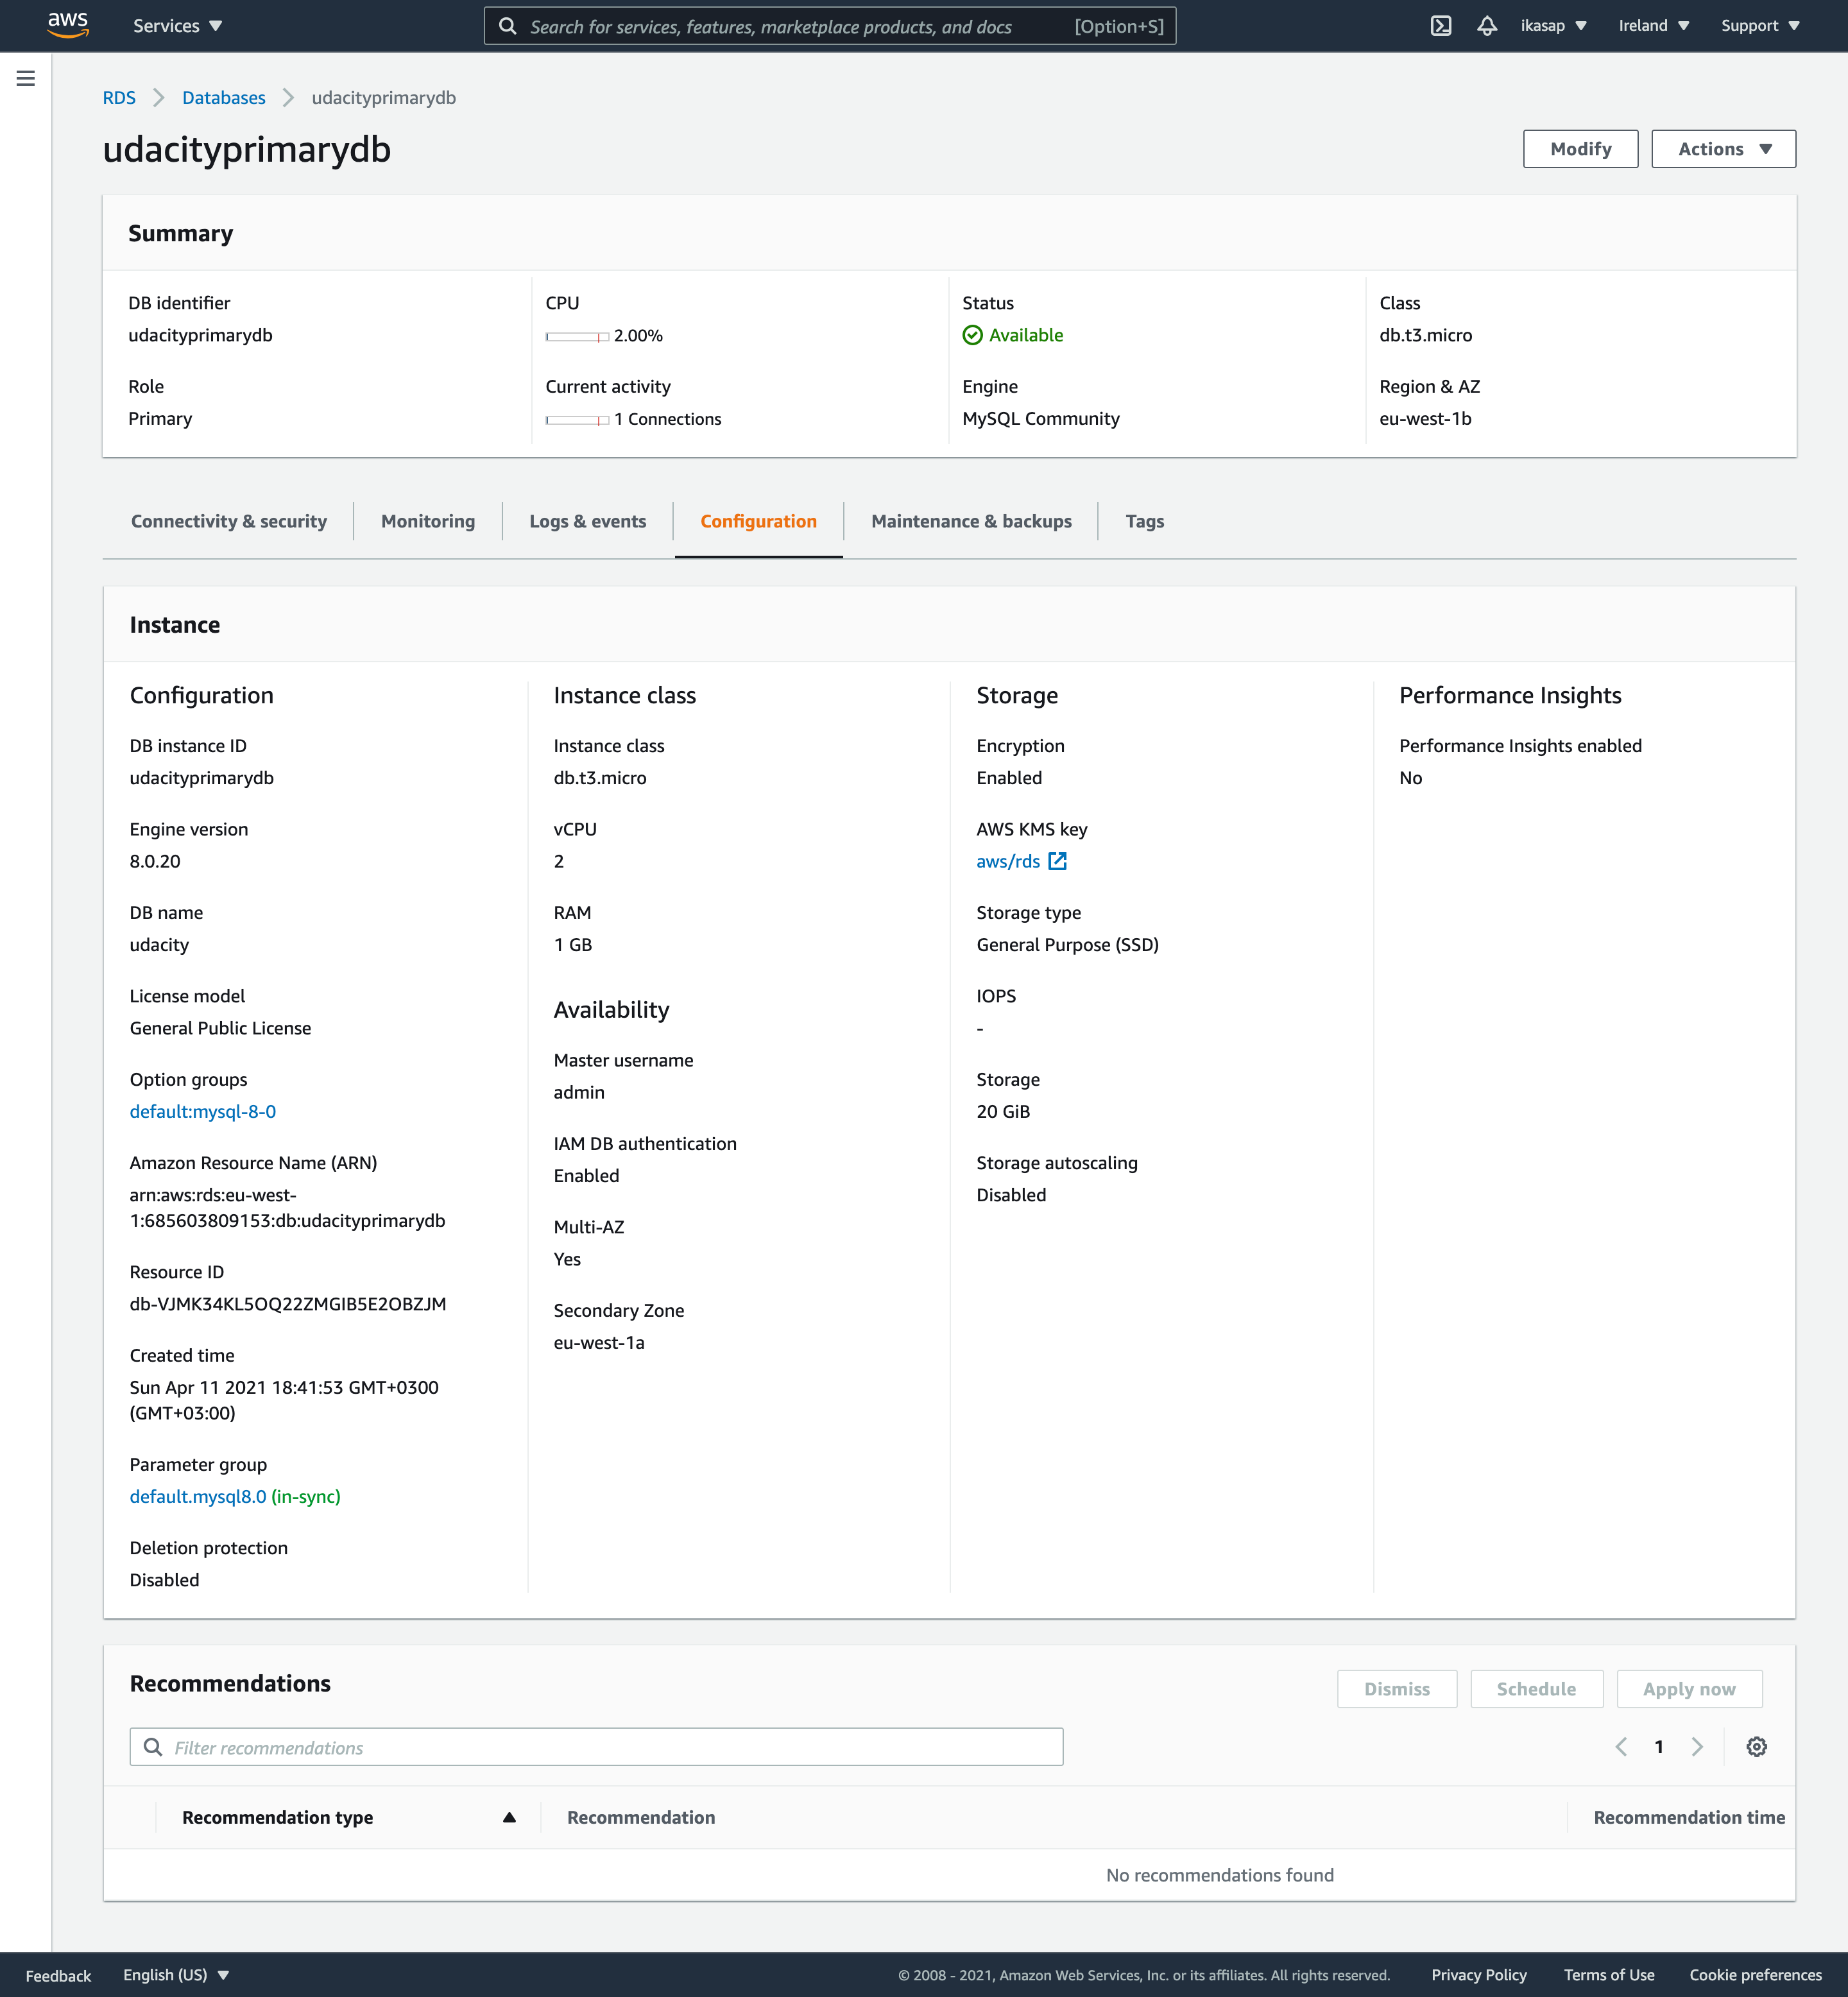 aws
Services
Search for services, features, marketplace products, and docs
[Option+S]
ikasap
Ireland
Support
RDS
Databases
udacityprimarydb
udacityprimarydb
Modify
Actions
Summary
DB identifier
udacityprimarydb
CPU
2.00%
Status
Available
Class
db.t3.micro
Role
Primary
Current activity
1 Connections
Engine
MySQL Community
Region & AZ
eu-west-1b
Connectivity & security
Monitoring
Logs & events
Configuration
Maintenance & backups
Tags
Instance
Configuration
DB instance ID
udacityprimarydb
Engine version
8.0.20
DB name
udacity
License model
General Public License
Option groups
default:mysql-8-0
Amazon Resource Name (ARN)
arn:aws:rds:eu-west-
1:685603809153:db:udacityprimarydb
Resource ID
db-VJMK34KL5OQ22ZMGIB5E2OBZJM
Created time
Sun Apr 11 2021 18:41:53 GMT+0300
(GMT+03:00)
Parameter group
default.mysql8.0 (in-sync)
Deletion protection
Disabled
Instance class
Instance class
db.t3.micro
vCPU
2
RAM
1 GB
Availability
Master username
admin
IAM DB authentication
Enabled
Multi-AZ
Yes
Secondary Zone
eu-west-1a
Storage
Encryption
Enabled
AWS KMS key
aws/rds
Storage type
General Purpose (SSD)
IOPS
-
Storage
20 GiB
Storage autoscaling
Disabled
Performance Insights
Performance Insights enabled
No
Recommendations
Dismiss
Schedule
Apply now
Filter recommendations
1
Recommendation type
Recommendation
Recommendation time
No recommendations found
Feedback
English (US)
© 2008 - 2021, Amazon Web Services, Inc. or its affiliates. All rights reserved.
Privacy Policy
Terms of Use
Cookie preferences